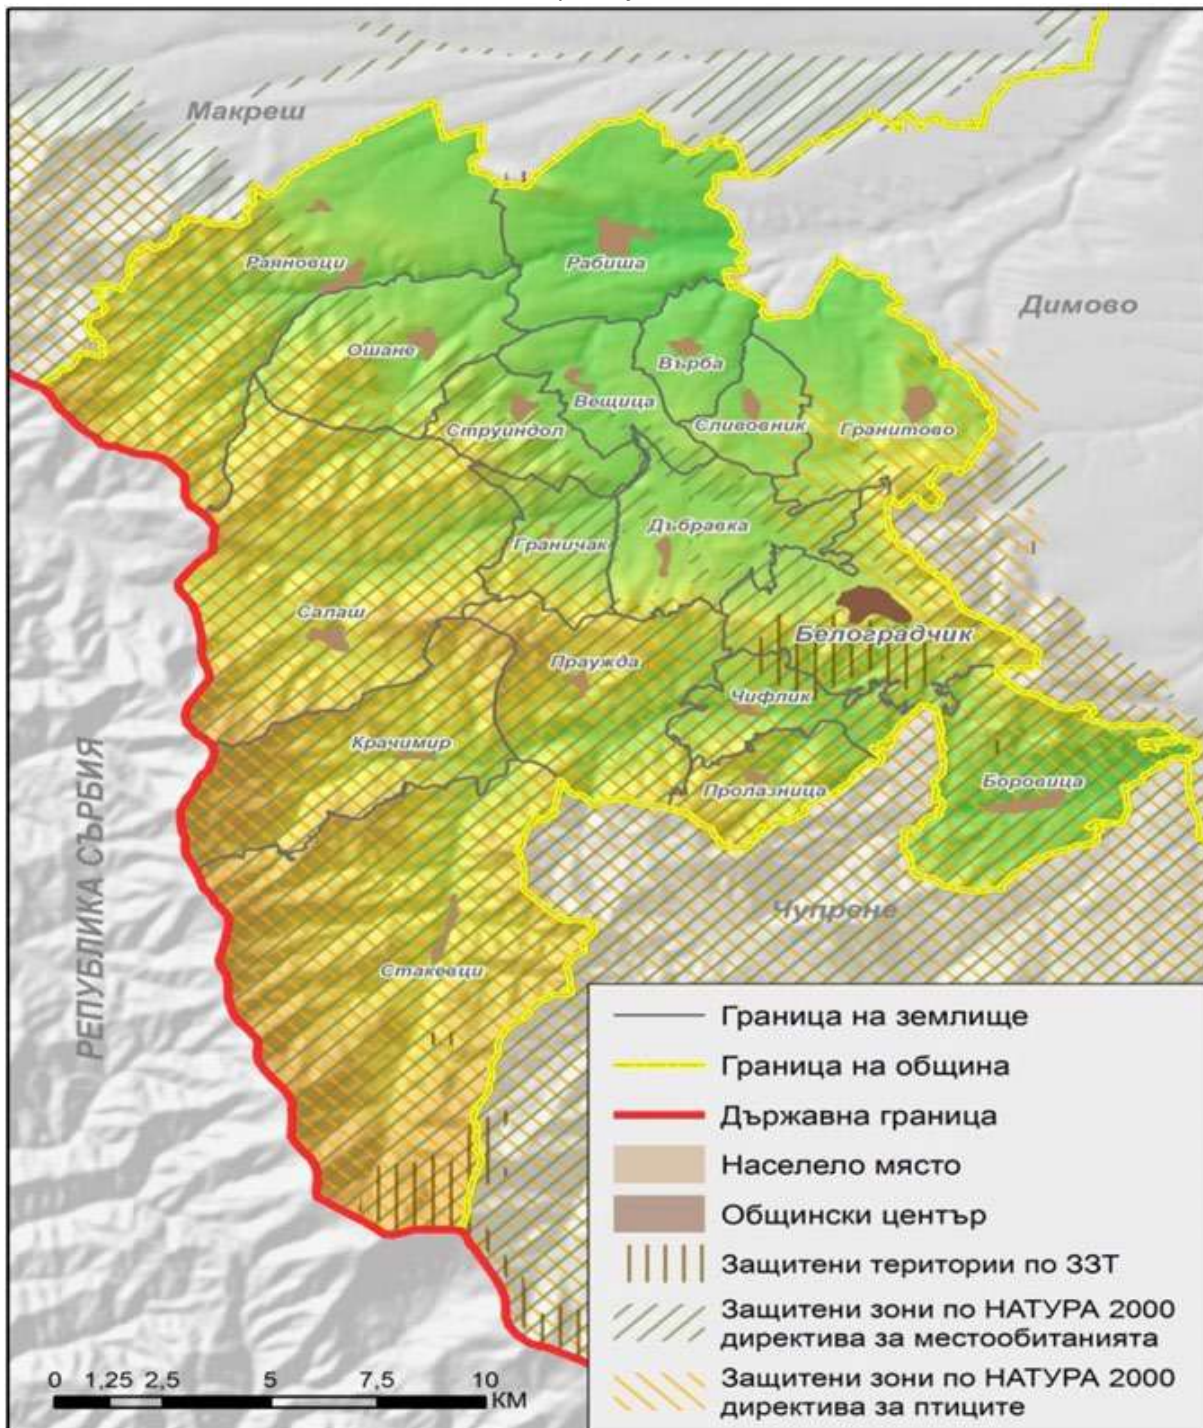 Макреш
Раяновци
Рабиша
Димово
Ошане
Върба
Вещица
Струиндол
Сливовник
Гранитово
Дъбравка
Граничак
Салаш
Белоградчик
Праужда
Чифлик
Крачимир
Пролазница
Боровица
РЕПУБЛИКА СЪРБИЯ
Чупрене
Стакевци
Граница на землище
Граница на община
Държавна граница
Населело място
Общински център
Защитени територии по ЗЗТ
Защитени зони по НАТУРА 2000
директива за местообитанията
Защитени зони по НАТУРА 2000
директива за птиците
0 1,25 2,5 5 7,5 10
КМ